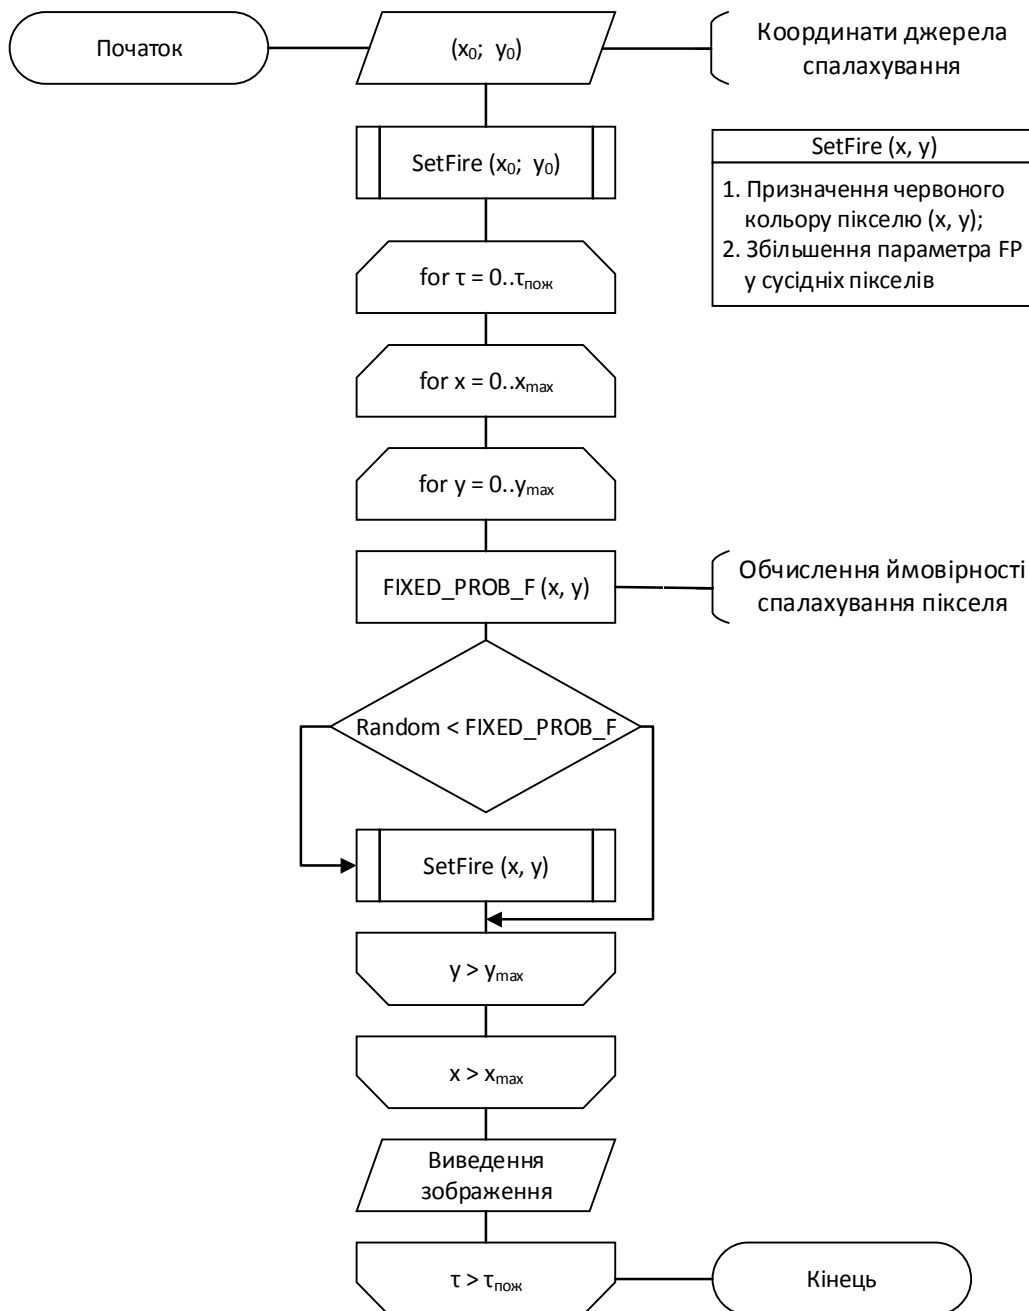 Початок
(x₀; y₀)
Координати джерела
спалахування
SetFire (x₀; y₀)
SetFire (x, y)
1. Призначення червоного
кольору пікселю (x, y);
2. Збільшення параметра FP
у сусідніх пікселів
for τ = 0..τпож
for x = 0..xmax
for y = 0..ymax
FIXED_PROB_F (x, y)
Обчислення ймовірності
спалахування пікселя
Random < FIXED_PROB_F
SetFire (x, y)
y > ymax
x > xmax
Виведення
зображення
τ > τпож
Кінець